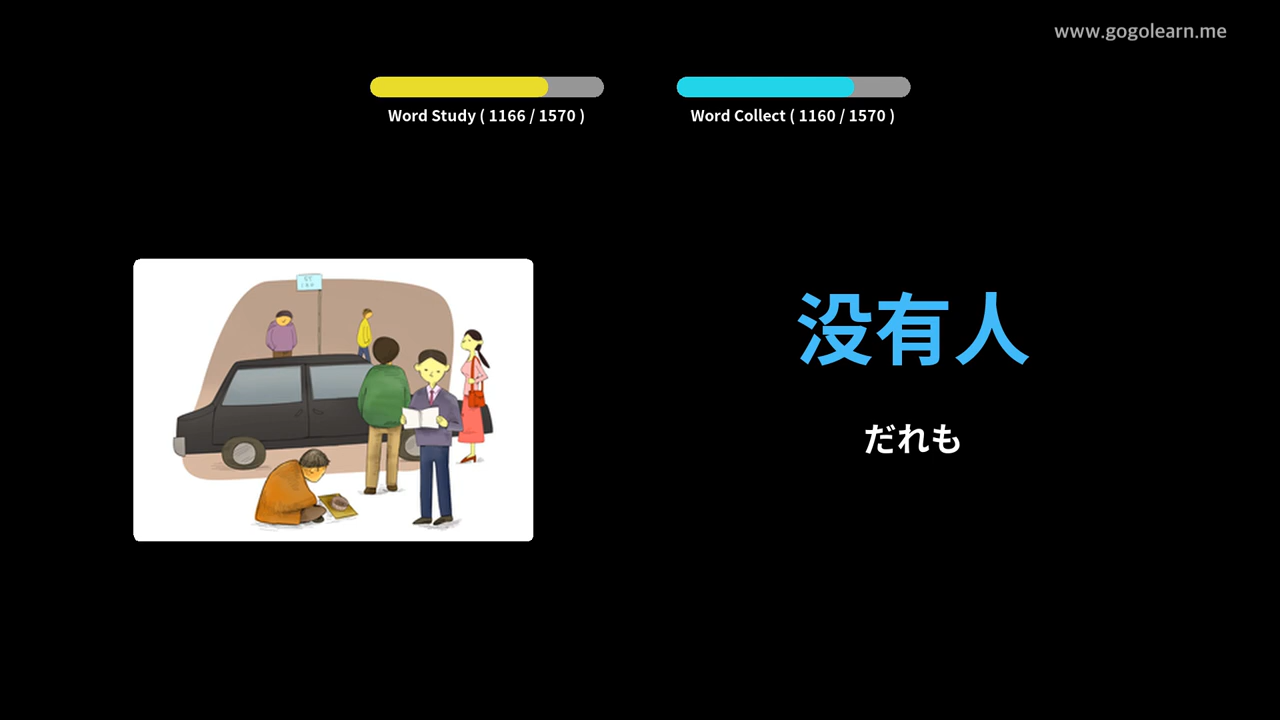 www.gogolearn.me
Word Study ( 1166 / 1570 )
Word Collect ( 1160 / 1570 )
没有人
だれも